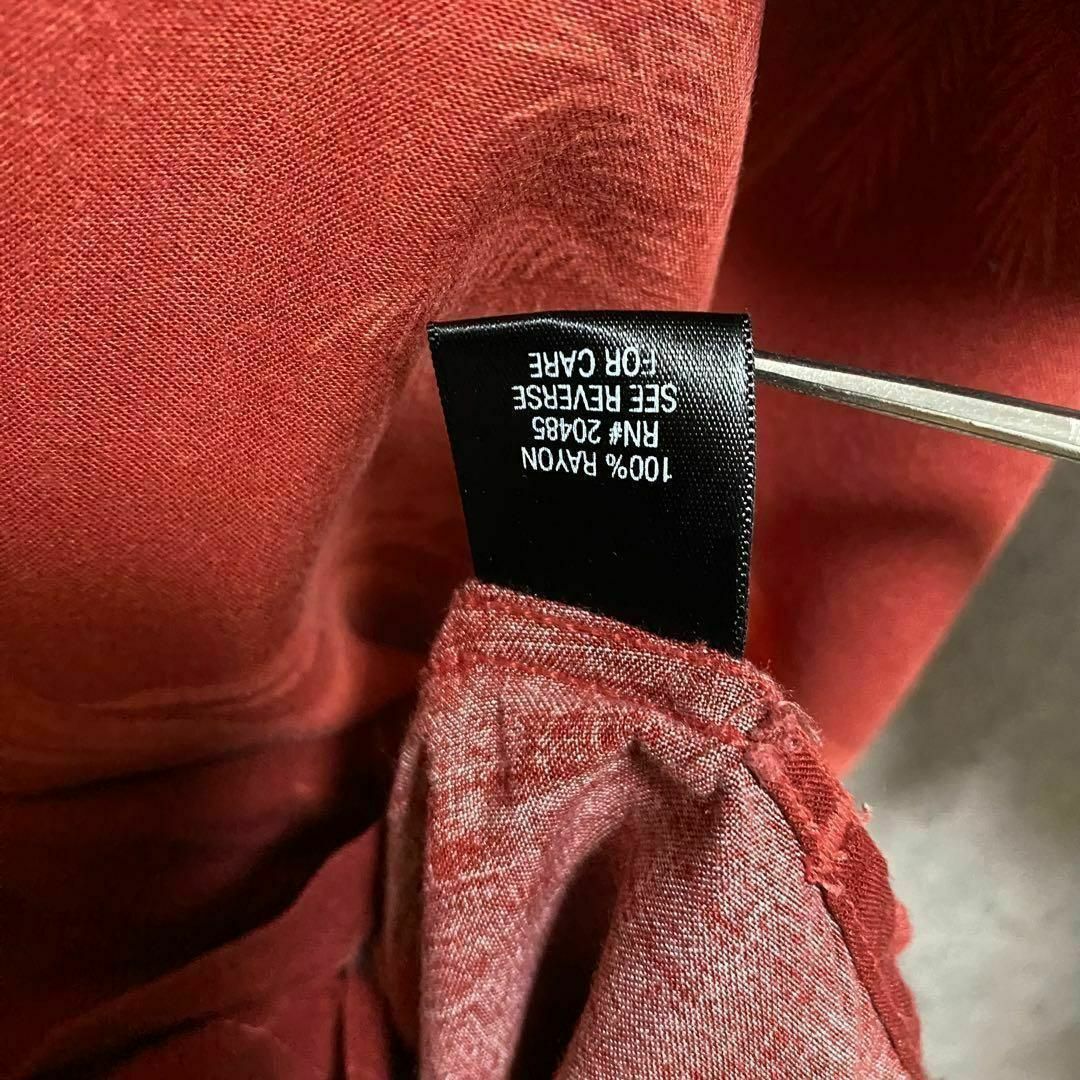 100% RAYON
RN# 20485
SEE REVERSE
FOR CARE